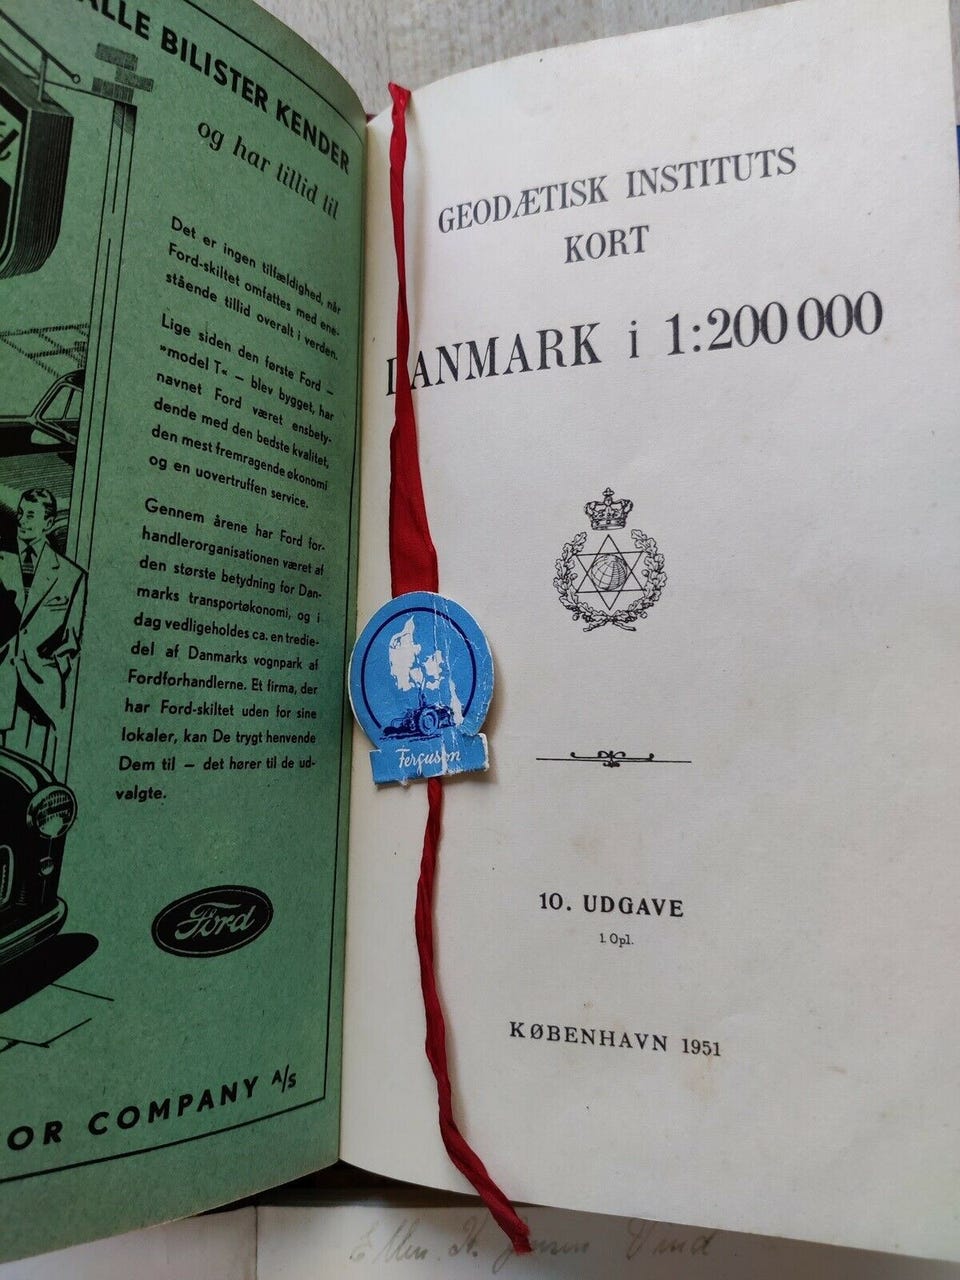 ALLE BILISTER KENDER
og har tillid til
Det er ingen tilfældighed, når
Ford-skiltet omfattes med ene-
stående tillid overalt i verden.
Lige siden den første Ford —
»model T« — blev bygget, har
navnet Ford været ensbety-
dende med den bedste kvalitet,
den mest fremragende økonomi
og en uovertruffen service.
Gennem årene har Ford for-
handlerorganisationen været af
den største betydning for Dan-
marks transportøkonomi, og i
dag vedligeholdes ca. en tredie-
del af Danmarks vognpark af
Fordforhandlerne. Et firma, der
har Ford-skiltet uden for sine
lokaler, kan De trygt henvende
Dem til — det hører til de ud-
valgte.
Ford
OR COMPANY A/S
GEODÆTISK INSTITUTS
KORT
DANMARK i 1:200 000
Ferguson
10. UDGAVE
1. Opl.
KØBENHAVN 1951
Ellen K. Jensen Vind